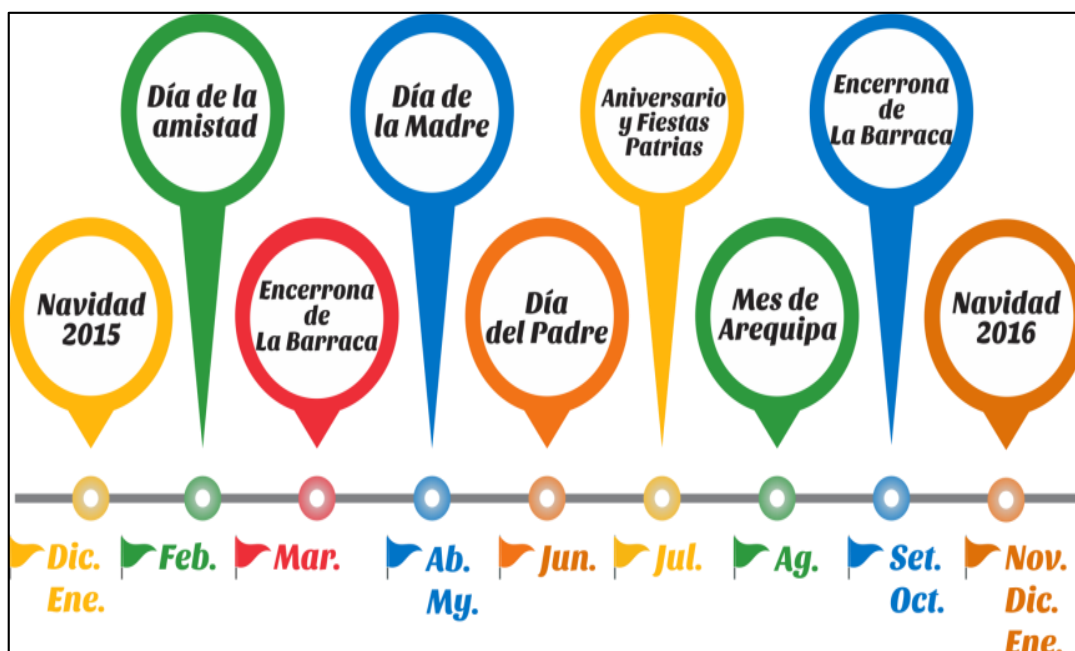 Día de la
amistad
Día de
la Madre
Aniversario
y Fiestas
Patrias
Encerrona
de
La Barraca
Navidad
2015
Encerrona
de
La Barraca
Día
del Padre
Mes de
Arequipa
Navidad
2016
Dic.
Ene.
Feb.
Mar.
Ab.
My.
Jun.
Jul.
Ag.
Set.
Oct.
Nov.
Dic.
Ene.